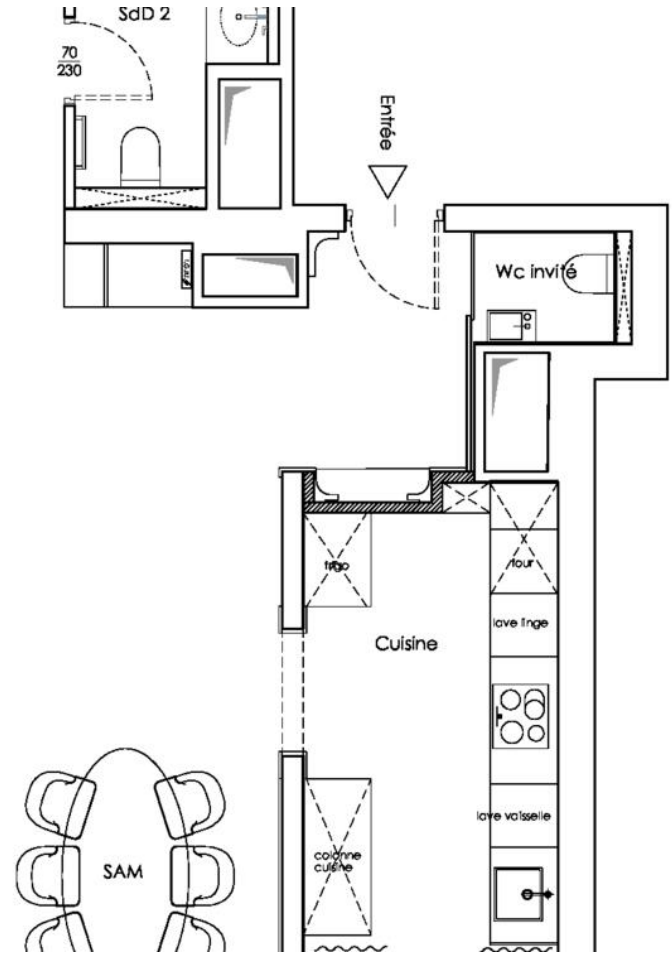 SdD 2
70
230
Entrée
Wc invité
frigo
four
lave linge
Cuisine
lave vaisselle
colonne
cuisine
SAM